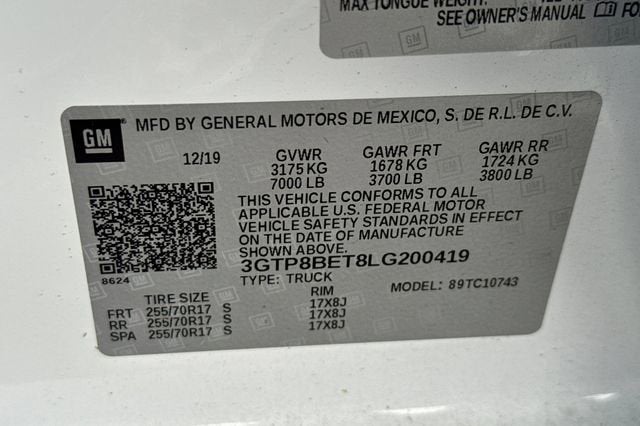 MAX TONGUE WEIGHT:
SEE OWNER'S MANUAL FO
GM
MFD BY GENERAL MOTORS DE MEXICO, S. DE R.L. DE C.V.
12/19 GVWR GAWR FRT GAWR RR
3175 KG 1678 KG 1724 KG
7000 LB 3700 LB 3800 LB
THIS VEHICLE CONFORMS TO ALL
APPLICABLE U.S. FEDERAL MOTOR
VEHICLE SAFETY STANDARDS IN EFFECT
ON THE DATE OF MANUFACTURE
SHOWN ABOVE.
3GTP8BET8LG200419
8624
TYPE: TRUCK MODEL: 89TC10743
TIRE SIZE RIM
FRT 255/70R17 S 17X8J
RR 255/70R17 S 17X8J
SPA 255/70R17 S 17X8J